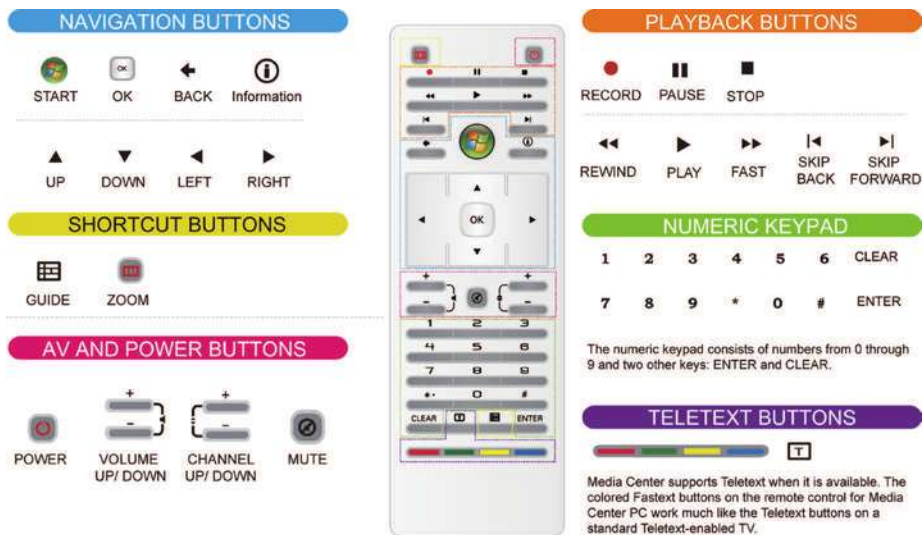 NAVIGATION BUTTONS
OK
START OK BACK Information
UP DOWN LEFT RIGHT
SHORTCUT BUTTONS
GUIDE ZOOM
AV AND POWER BUTTONS
+ +
- -
POWER VOLUME UP/ DOWN CHANNEL UP/ DOWN MUTE
OK
+ +
- -
1 2 3
4 5 6
7 8 9
* 0 #
CLEAR T ENTER
PLAYBACK BUTTONS
RECORD PAUSE STOP
REWIND PLAY FAST SKIP BACK SKIP FORWARD
NUMERIC KEYPAD
1 2 3 4 5 6 CLEAR
7 8 9 * 0 # ENTER
The numeric keypad consists of numbers from 0 through
9 and two other keys: ENTER and CLEAR.
TELETEXT BUTTONS
T
Media Center supports Teletext when it is available. The
colored Fastext buttons on the remote control for Media
Center PC work much like the Teletext buttons on a
standard Teletext-enabled TV.